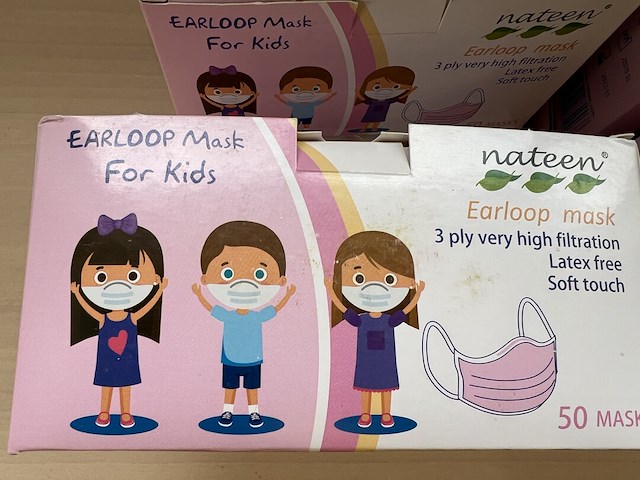 EARLOOP Mask
For Kids
nateen®
Earloop mask
3 ply very high filtration
Latex free
Soft touch
EARLOOP Mask
For Kids
nateen®
Earloop mask
3 ply very high filtration
Latex free
Soft touch
50 MASK